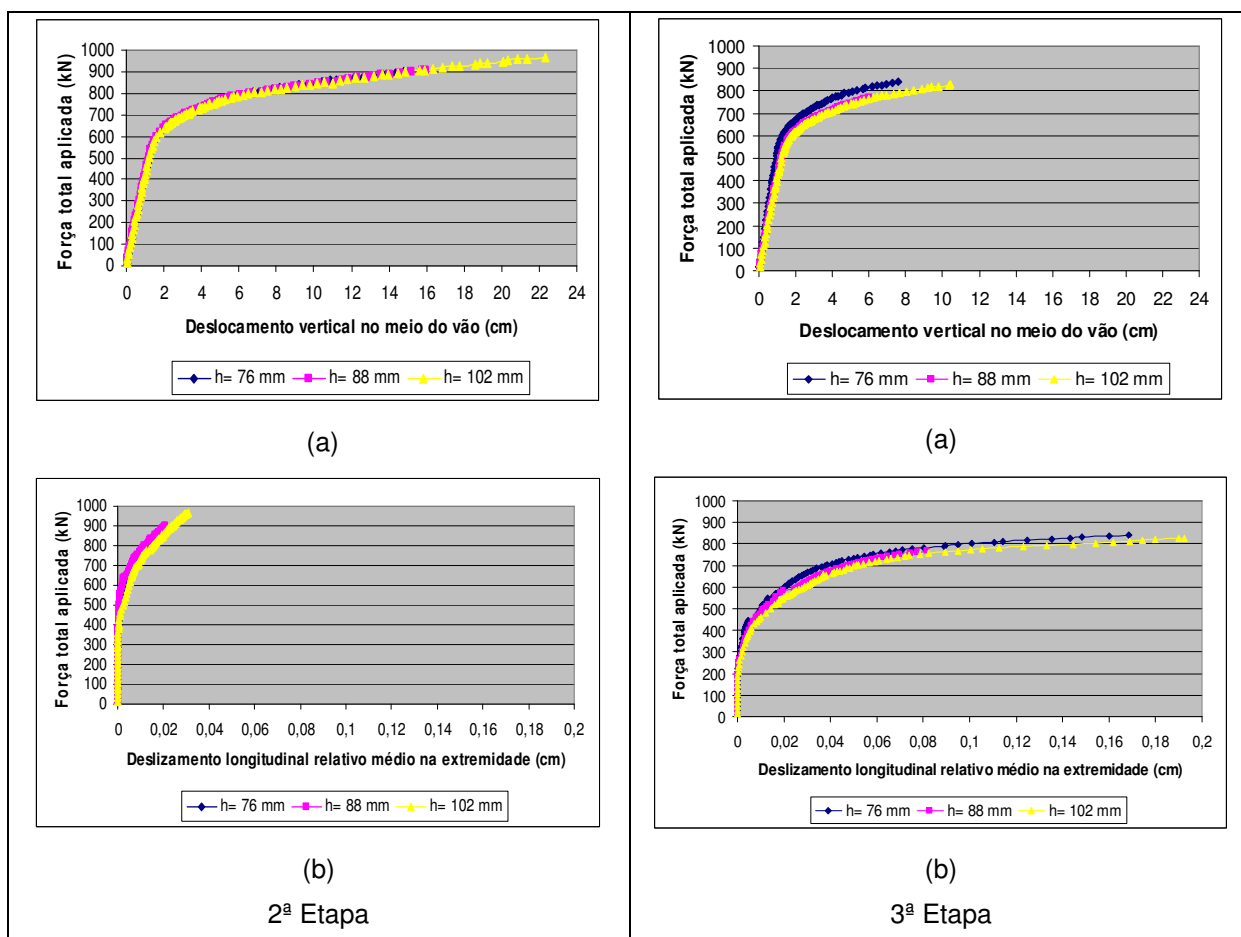 Força total aplicada (kN)
1000
900
800
700
600
500
400
300
200
100
0
0 2 4 6 8 10 12 14 16 18 20 22 24
Deslocamento vertical no meio do vão (cm)
h= 76 mm h= 88 mm h= 102 mm
(a)
Força total aplicada (kN)
1000
900
800
700
600
500
400
300
200
100
0
0 0,02 0,04 0,06 0,08 0,1 0,12 0,14 0,16 0,18 0,2
Deslizamento longitudinal relativo médio na extremidade (cm)
h= 76 mm h= 88 mm h= 102 mm
(b)
2ª Etapa
Força total aplicada (kN)
1000
900
800
700
600
500
400
300
200
100
0
0 2 4 6 8 10 12 14 16 18 20 22 24
Deslocamento vertical no meio do vão (cm)
h= 76 mm h= 88 mm h= 102 mm
(a)
Força total aplicada (kN)
1000
900
800
700
600
500
400
300
200
100
0
0 0,02 0,04 0,06 0,08 0,1 0,12 0,14 0,16 0,18 0,2
Deslizamento longitudinal relativo médio na extremidade (cm)
h= 76 mm h= 88 mm h= 102 mm
(b)
3ª Etapa